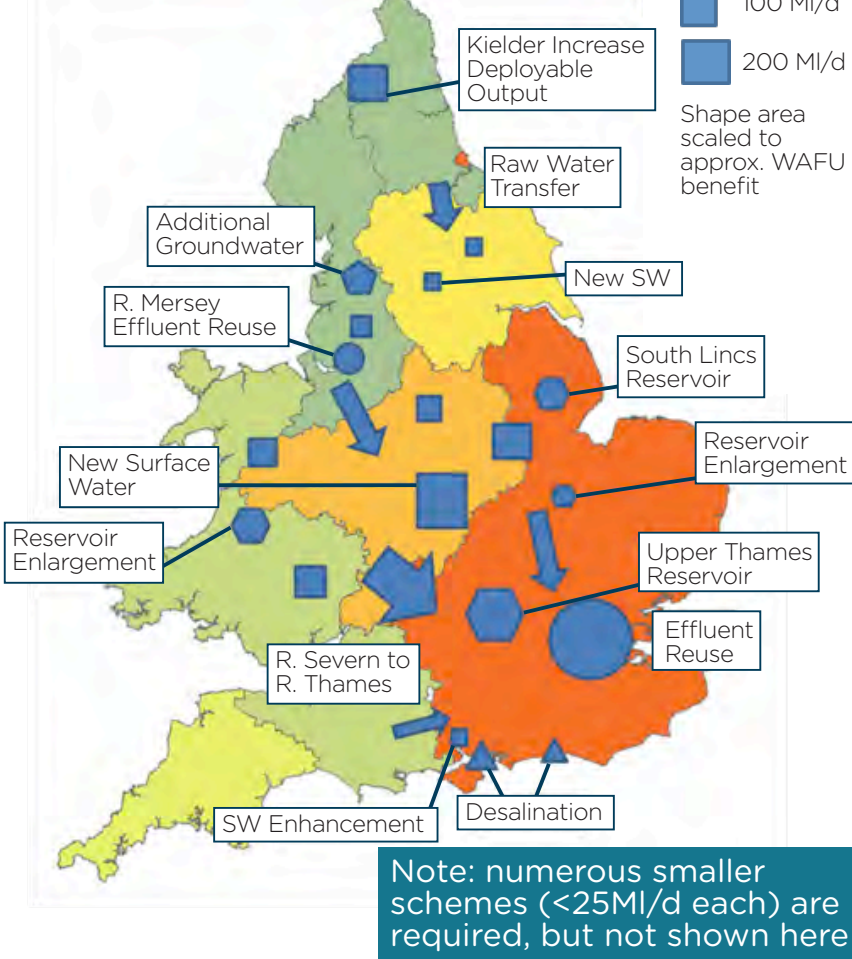 100 Ml/d
200 Ml/d
Shape area
scaled to
approx. WAFU
benefit
Kielder Increase
Deployable
Output
Raw Water
Transfer
Additional
Groundwater
New SW
R. Mersey
Effluent Reuse
South Lincs
Reservoir
Reservoir
Enlargement
New Surface
Water
Reservoir
Enlargement
Upper Thames
Reservoir
Effluent
Reuse
R. Severn to
R. Thames
SW Enhancement
Desalination
Note: numerous smaller
schemes (<25Ml/d each) are
required, but not shown here